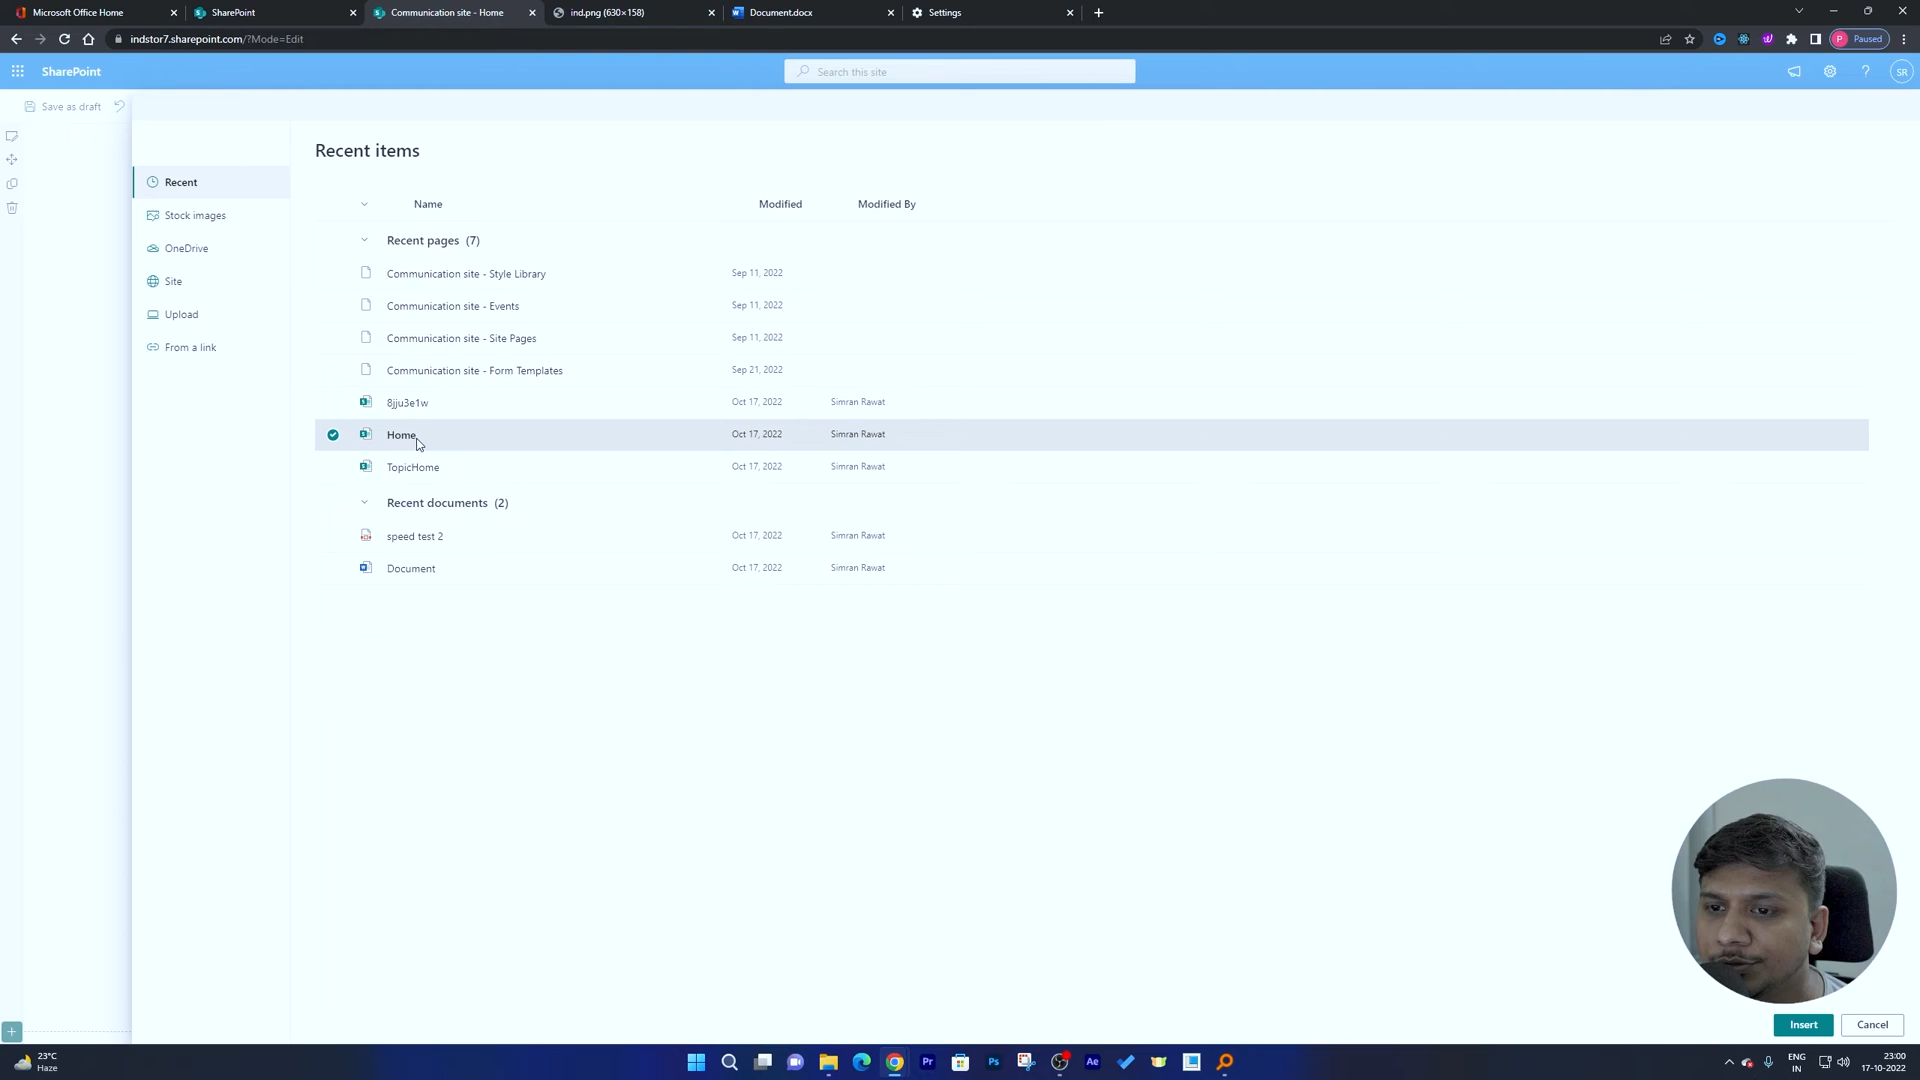 Microsoft Office Home
SharePoint
Communication site - Home
ind.png (630×158)
Document.docx
Settings
indstor7.sharepoint.com/?Mode=Edit
P Paused
SharePoint
Search this site
SR
Save as draft
Recent
Stock images
OneDrive
Site
Upload
From a link
Recent items
Name Modified Modified By
Recent pages (7)
Communication site - Style Library Sep 11, 2022
Communication site - Events Sep 11, 2022
Communication site - Site Pages Sep 11, 2022
Communication site - Form Templates Sep 21, 2022
8jju3e1w Oct 17, 2022 Simran Rawat
Home Oct 17, 2022 Simran Rawat
TopicHome Oct 17, 2022 Simran Rawat
Recent documents (2)
speed test 2 Oct 17, 2022 Simran Rawat
Document Oct 17, 2022 Simran Rawat
Insert Cancel
23°C
Haze
Pr
Ps
Ae
ENG
IN
23:00
17-10-2022